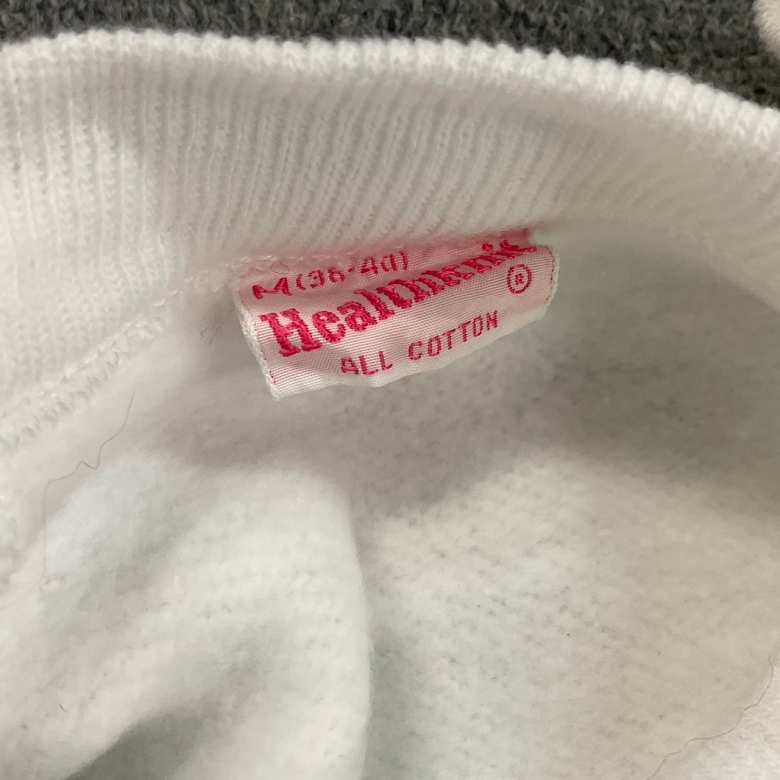 M(38-40)
Healthknit
®
ALL COTTON